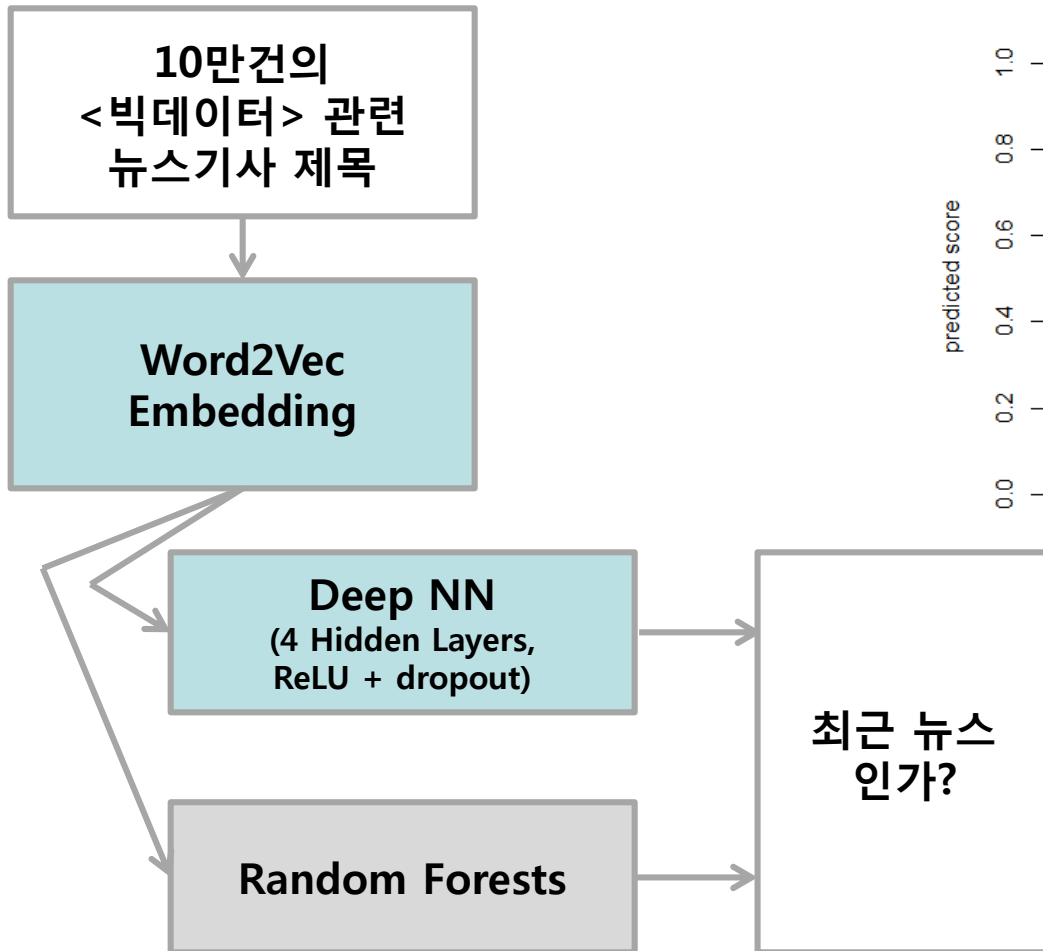 10만건의
<빅데이터> 관련
뉴스기사 제목
Word2Vec
Embedding
Deep NN
(4 Hidden Layers,
ReLU + dropout)
Random Forests
최근 뉴스
인가?
predicted score
1.0
0.8
0.6
0.4
0.2
0.0